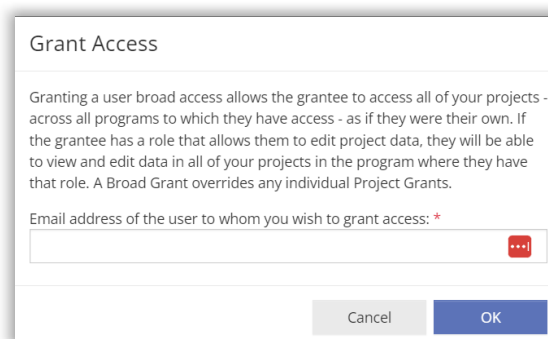 Grant Access
Granting a user broad access allows the grantee to access all of your projects -
across all programs to which they have access - as if they were their own. If
the grantee has a role that allows them to edit project data, they will be able
to view and edit data in all of your projects in the program where they have
that role. A Broad Grant overrides any individual Project Grants.
Email address of the user to whom you wish to grant access: *
Cancel OK